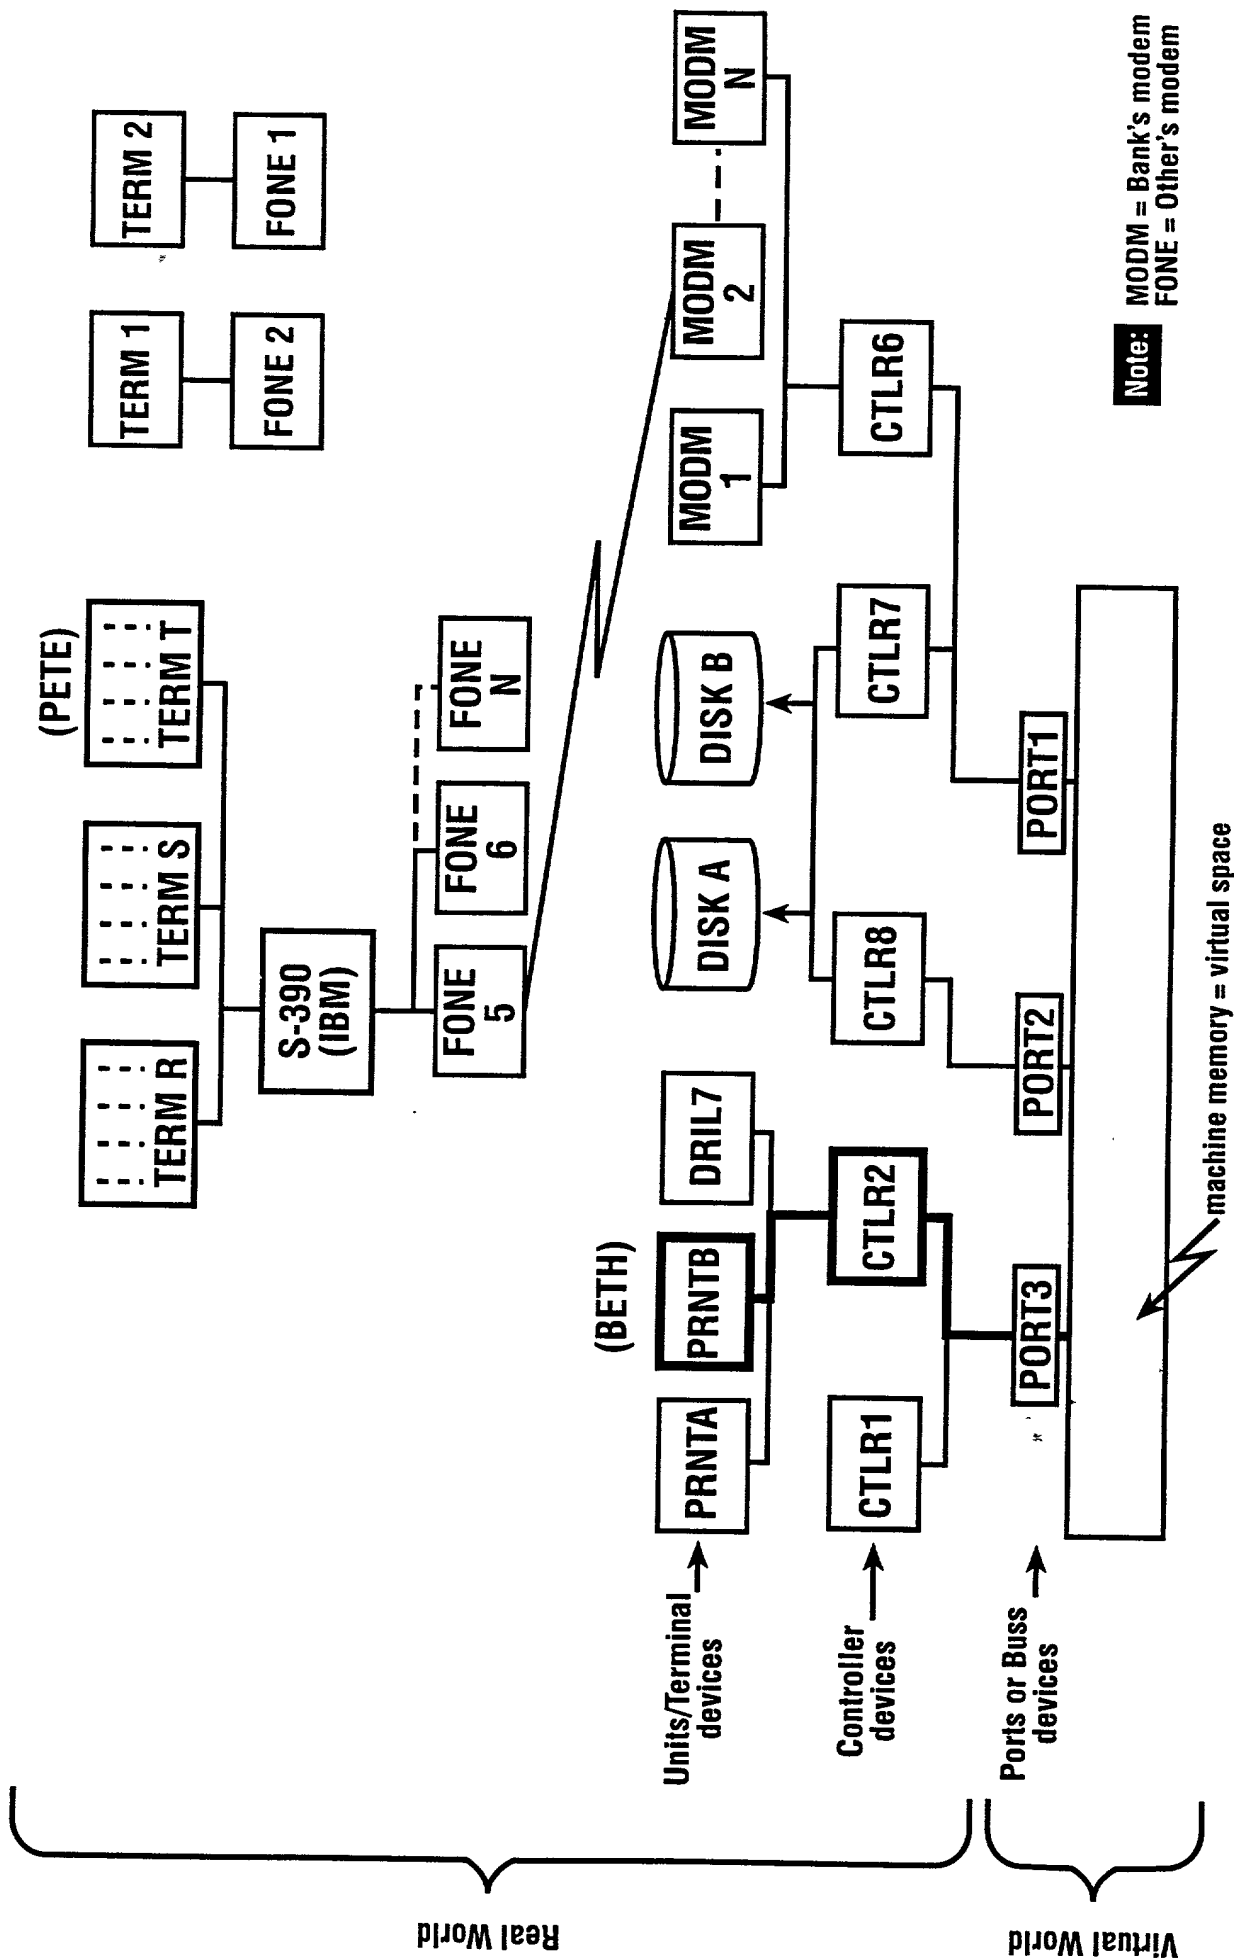 (PETE)
TERM R
TERM S
TERM T
TERM 1
TERM 2
S-390
(IBM)
FONE 2
FONE 1
FONE
5
FONE
6
FONE
N
(BETH)
Units/Terminal
devices
PRNTA
PRNTB
DRIL7
DISK A
DISK B
MODM
1
MODM
2
MODM
N
Controller
devices
CTLR1
CTLR2
CTLR8
CTLR7
CTLR6
Ports or Buss
devices
PORT3
PORT2
PORT1
machine memory = virtual space
Note:
MODM = Bank's modem
FONE = Other's modem
Real World
Virtual World